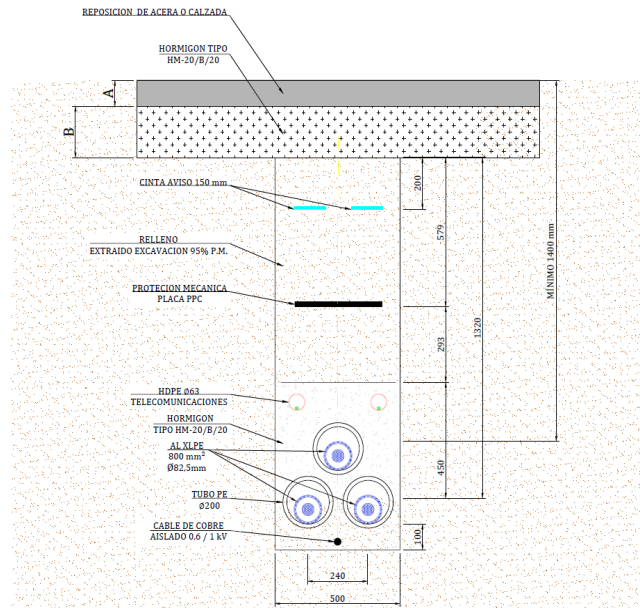 REPOSICION DE ACERA O CALZADA
HORMIGON TIPO
HM-20/B/20
A
B
CINTA AVISO 150 mm
200
579
MÍNIMO 1400 mm
RELLENO
EXTRAIDO EXCAVACION 95% P.M.
PROTECION MECANICA
PLACA PPC
1320
293
HDPE Ø63
TELECOMUNICACIONES
HORMIGON
TIPO HM-20/B/20
AL XLPE
800 mm²
Ø82,5mm
450
TUBO PE
Ø200
CABLE DE COBRE
AISLADO 0,6 / 1 kV
100
240
500